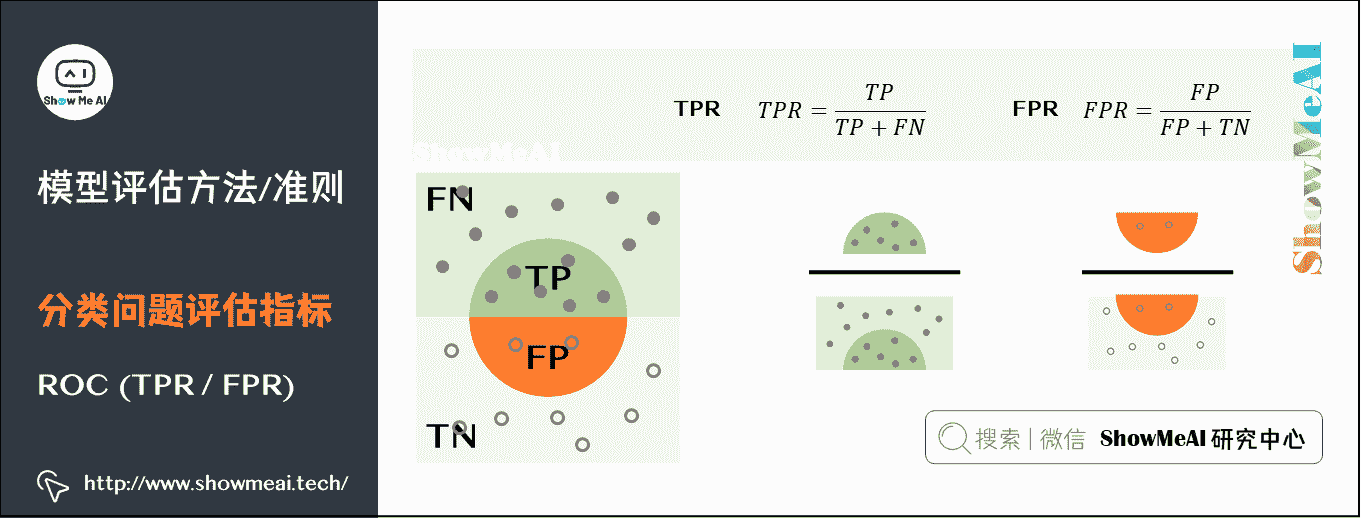 Show Me AI
模型评估方法/准则
分类问题评估指标
ROC (TPR / FPR)
http://www.showmeai.tech/
TPR TPR = TP / (TP + FN)
FPR FPR = FP / (FP + TN)
ShowMeAI
ShowMeAI
FN
TP
FP
TN
搜索 | 微信 ShowMeAI 研究中心